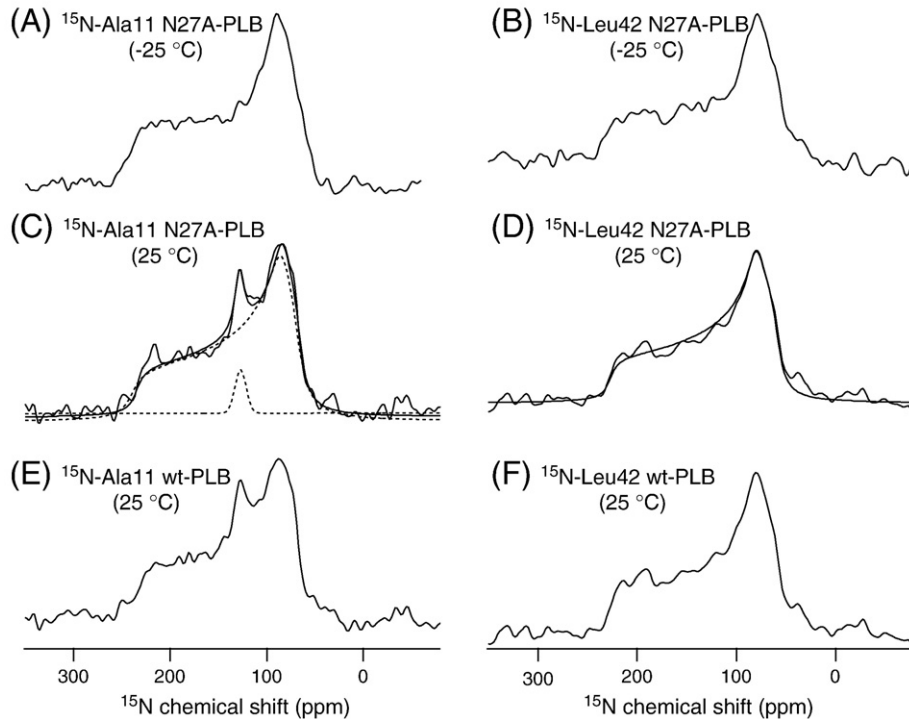 (A) ¹⁵N-Ala11 N27A-PLB
(-25 °C)
(B) ¹⁵N-Leu42 N27A-PLB
(-25 °C)
(C) ¹⁵N-Ala11 N27A-PLB
(25 °C)
(D) ¹⁵N-Leu42 N27A-PLB
(25 °C)
(E) ¹⁵N-Ala11 wt-PLB
(25 °C)
(F) ¹⁵N-Leu42 wt-PLB
(25 °C)
300 200 100 0
¹⁵N chemical shift (ppm)
300 200 100 0
¹⁵N chemical shift (ppm)